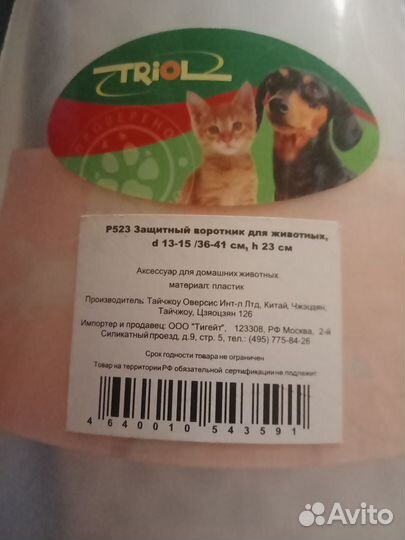 TRiOL
ПРОВЕРЕНО
P523 Защитный воротник для животных,
d 13-15 /36-41 см, h 23 см
Аксессуар для домашних животных
материал: пластик
Производитель: Тайчжоу Оверсис Инт-л Лтд, Китай, Чжэцзян,
Тайчжоу, Цзяоцзян 126
Импортер и продавец: ООО "Тигейт", 123308, РФ Москва, 2-й
Силикатный проезд, д.9, стр. 5, тел.: (495) 775-84-26
Срок годности товара не ограничен
Товар на территории РФ обязательной сертификации не подлежит
4 640010 543591
Avito